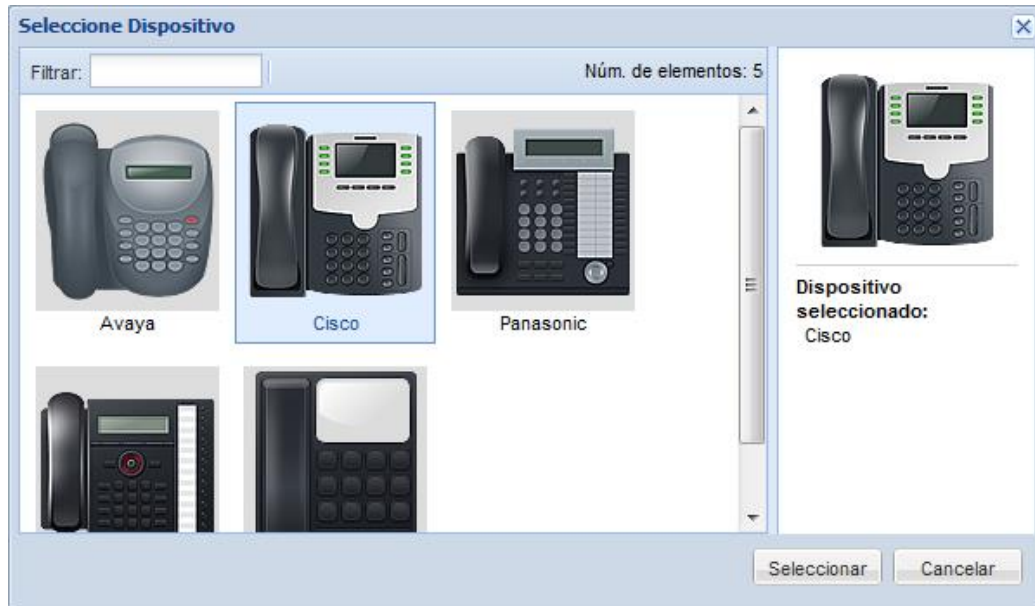 Seleccione Dispositivo
Filtrar:
Núm. de elementos: 5
Avaya
Cisco
Panasonic
Dispositivo
seleccionado:
Cisco
Seleccionar
Cancelar